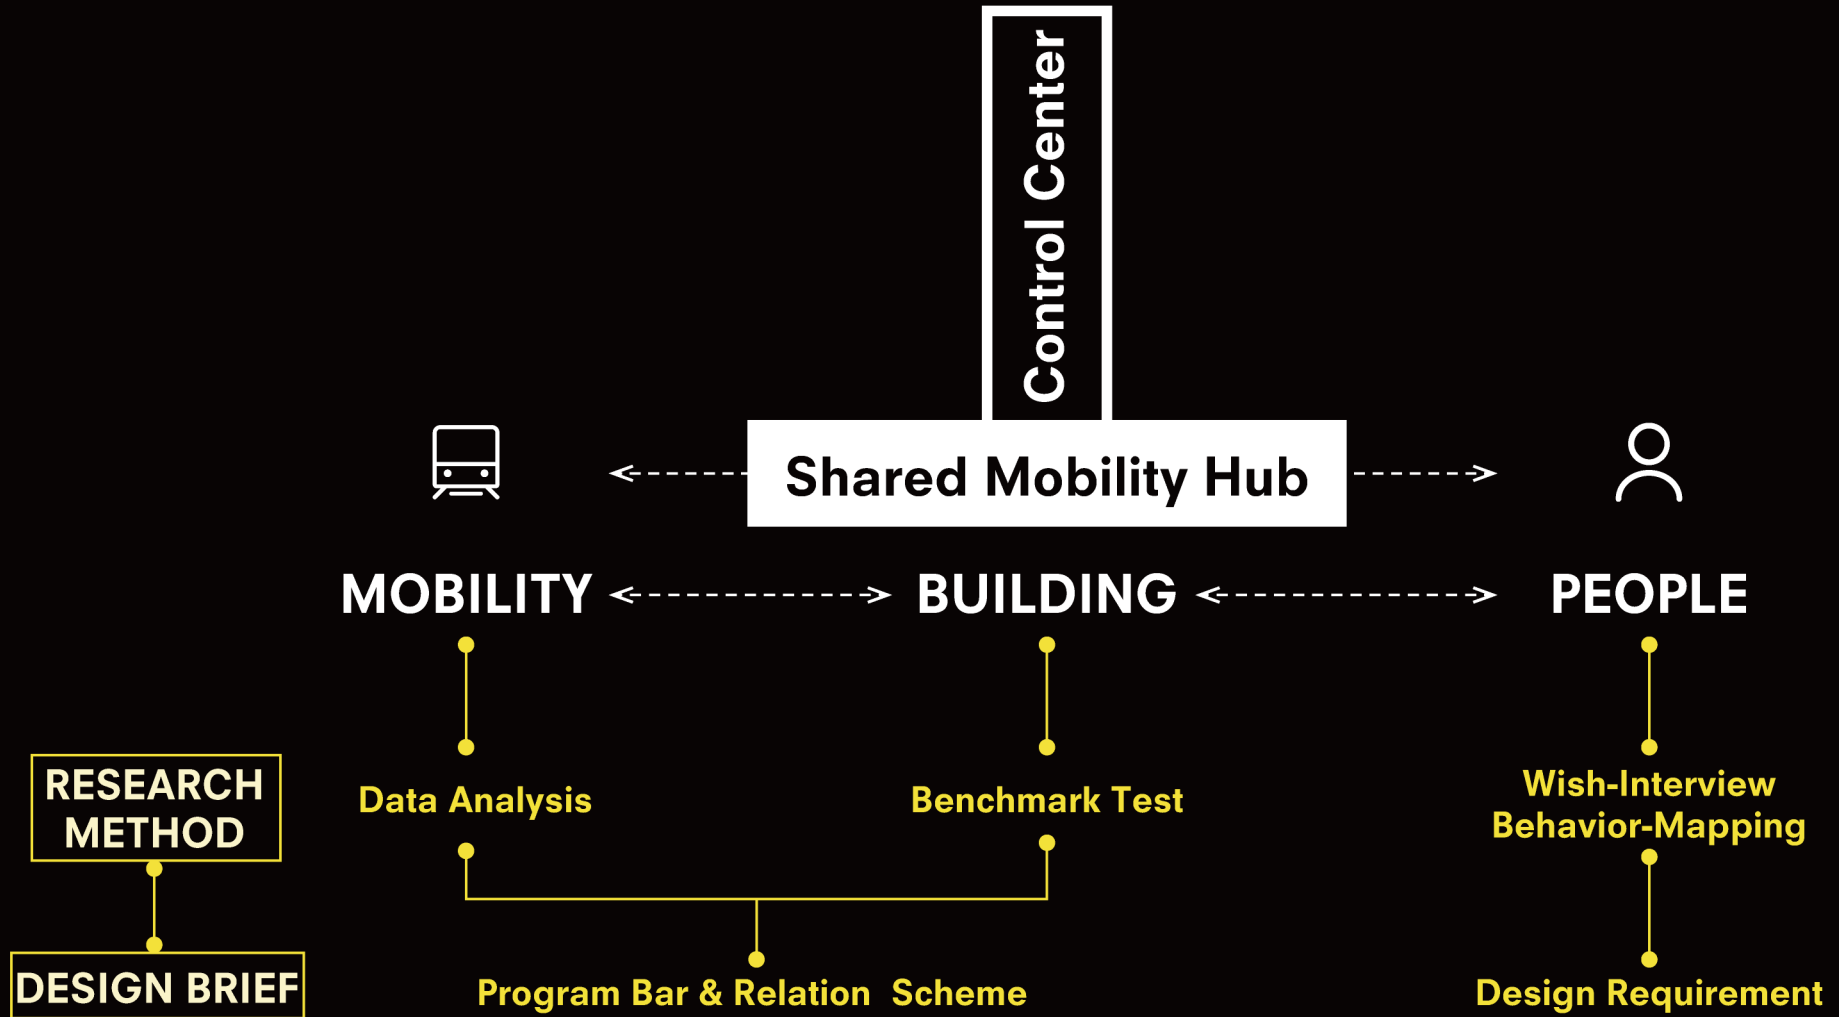 Control Center
Shared Mobility Hub
MOBILITY
BUILDING
PEOPLE
RESEARCH
METHOD
Data Analysis
Benchmark Test
Wish-Interview
Behavior-Mapping
DESIGN BRIEF
Program Bar & Relation Scheme
Design Requirement